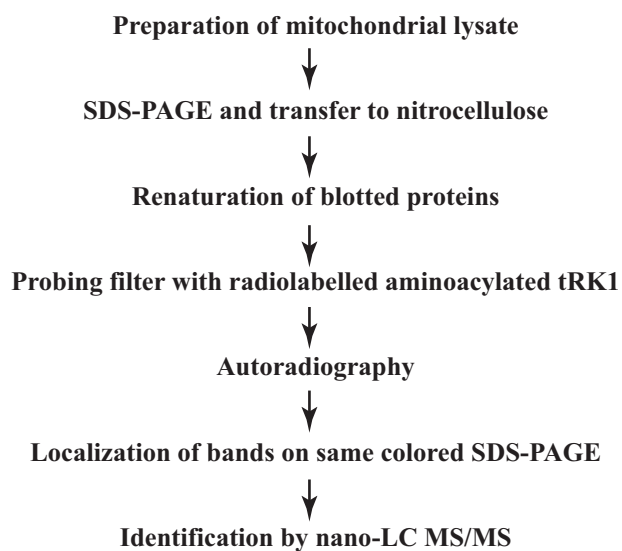 Preparation of mitochondrial lysate
SDS-PAGE and transfer to nitrocellulose
Renaturation of blotted proteins
Probing filter with radiolabelled aminoacylated tRK1
Autoradiography
Localization of bands on same colored SDS-PAGE
Identification by nano-LC MS/MS